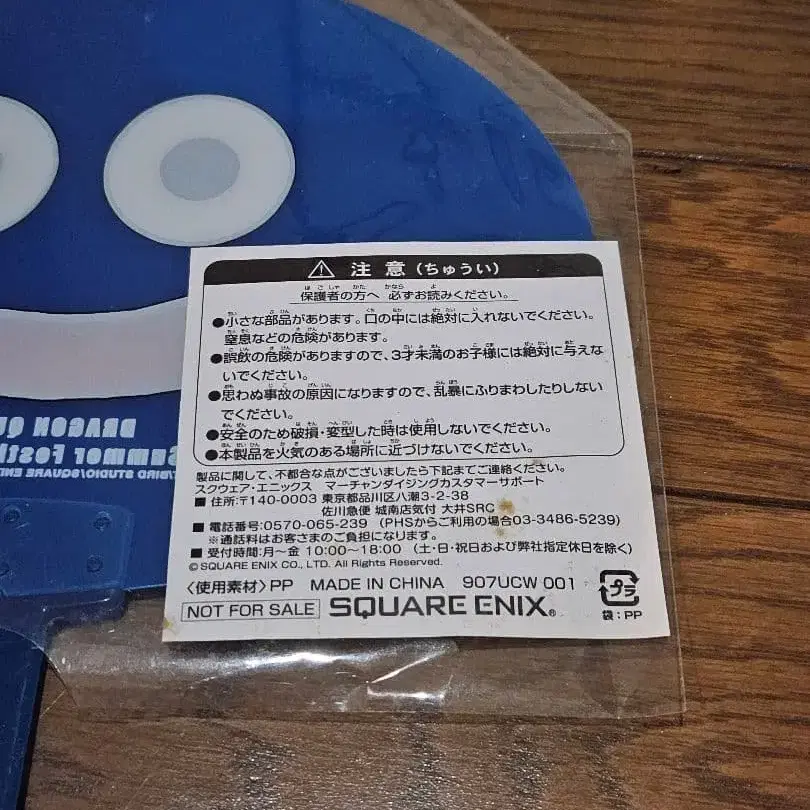 ⚠ 注意(ちゅうい)
保護者の方へ 必ずお読みください。
●小さな部品があります。口の中には絶対に入れないでください。
窒息などの危険があります。
●誤飲の危険がありますので、3才未満のお子様には絶対に与えな
いでください。
●思わぬ事故の原因になりますので、乱暴にふりまわしたりしない
でください。
●安全のため破損・変型した時は使用しないでください。
●本製品を火気のある場所に近づけないでください。
製品に関して、不都合な点がございましたら下記までご連絡ください。
スクウェア・エニックス マーチャンダイジングカスタマーサポート
■住所:〒140-0003 東京都品川区八潮3-2-38
佐川急便 城南店気付 大井SRC
■電話番号:0570-065-239 (PHSからご利用の場合03-3486-5239)
※通話料はお客さまのご負担になります。
■受付時間:月〜金 10:00〜18:00 (土・日・祝日および弊社指定休日を除く)
© SQUARE ENIX CO., LTD. All Rights Reserved.
〈使用素材〉PP MADE IN CHINA 907UCW 001
プラ
袋:PP
NOT FOR SALE SQUARE ENIX®
DRAGON QU
Summer Festi
/BIRD STUDIO/SQUARE ENI